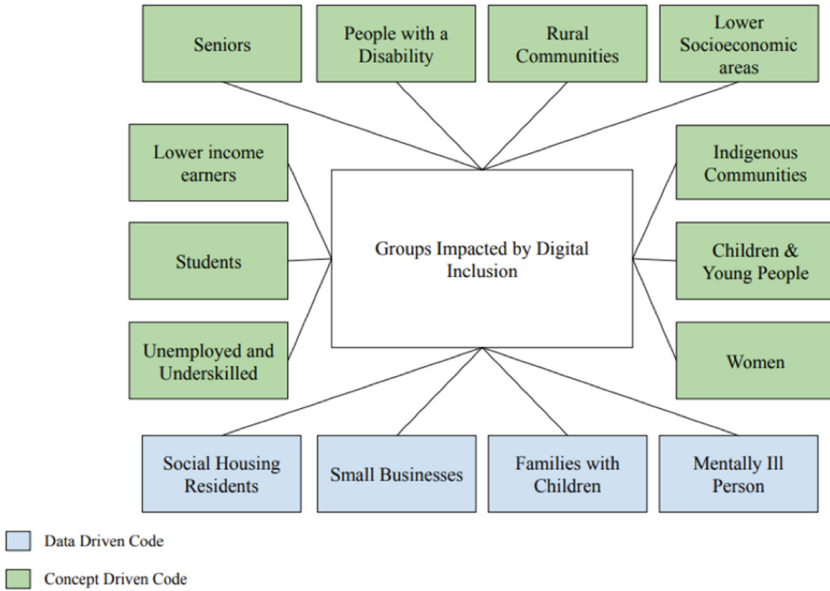 Seniors
People with a
Disability
Rural
Communities
Lower
Socioeconomic
areas
Lower income
earners
Indigenous
Communities
Students
Groups Impacted by Digital
Inclusion
Children &
Young People
Unemployed and
Underskilled
Women
Social Housing
Residents
Small Businesses
Families with
Children
Mentally Ill
Person
Data Driven Code
Concept Driven Code